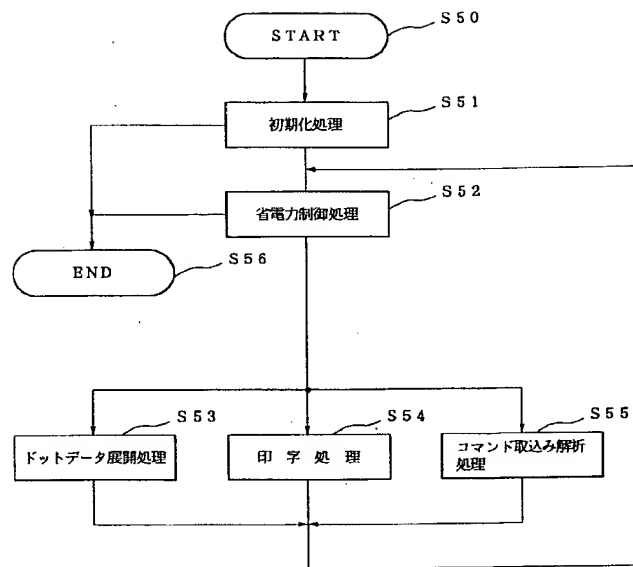 START
S50
初期化処理
S51
省電力制御処理
S52
END
S56
ドットデータ展開処理
S53
印字処理
S54
コマンド取込み解析
処理
S55